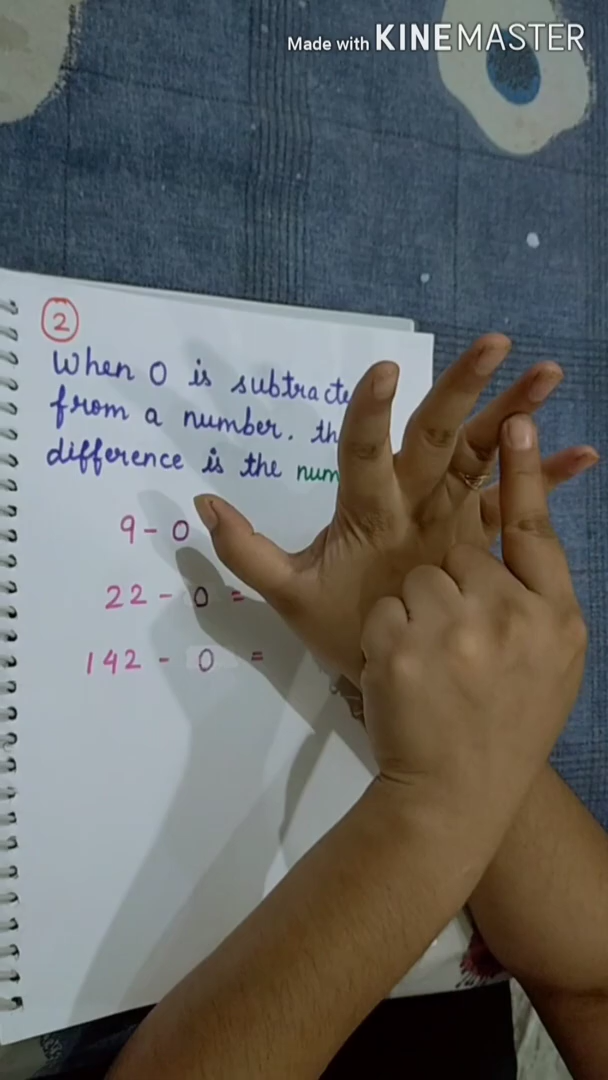 Made with KINEMASTER
2
When 0 is subtracte
from a number. th
difference is the num
9 - 0
22 - 0 =
142 - 0 =